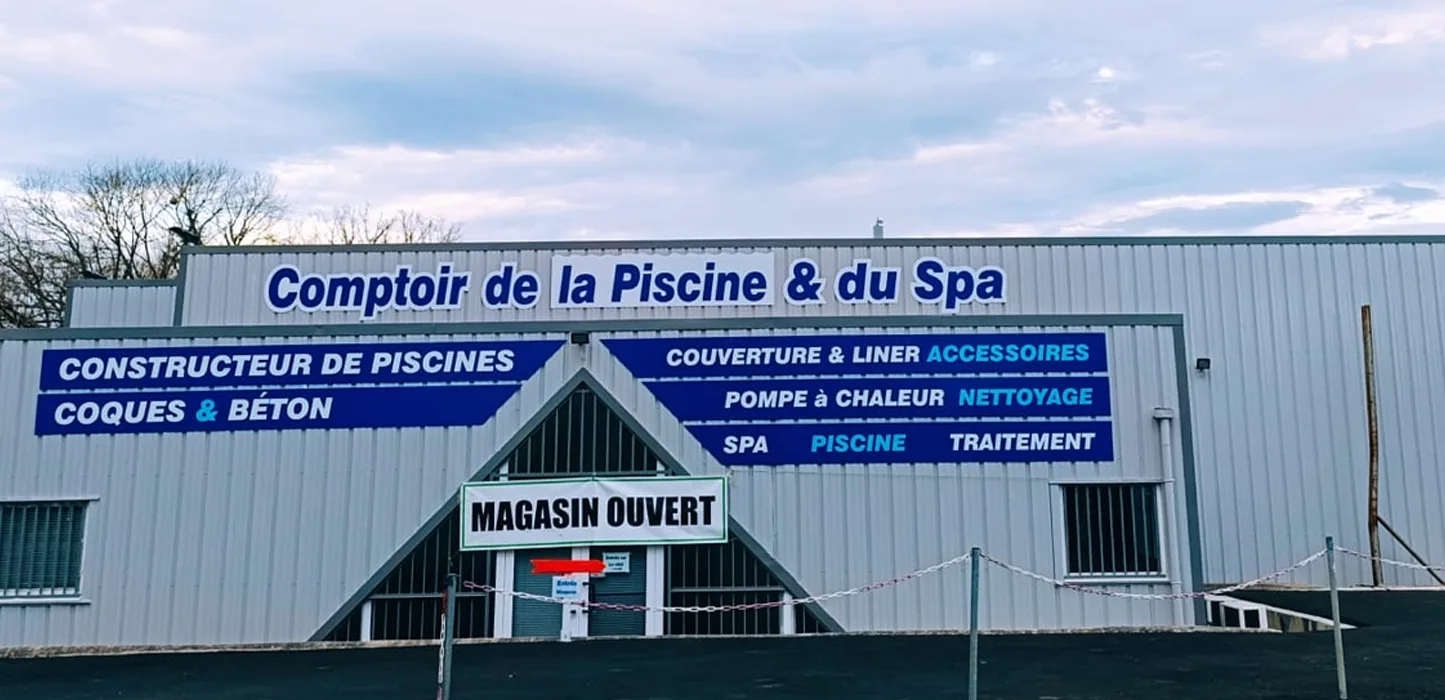 Comptoir de la Piscine & du Spa
CONSTRUCTEUR DE PISCINES
COQUES & BÉTON
COUVERTURE & LINER ACCESSOIRES
POMPE à CHALEUR NETTOYAGE
SPA PISCINE TRAITEMENT
MAGASIN OUVERT
Entrée